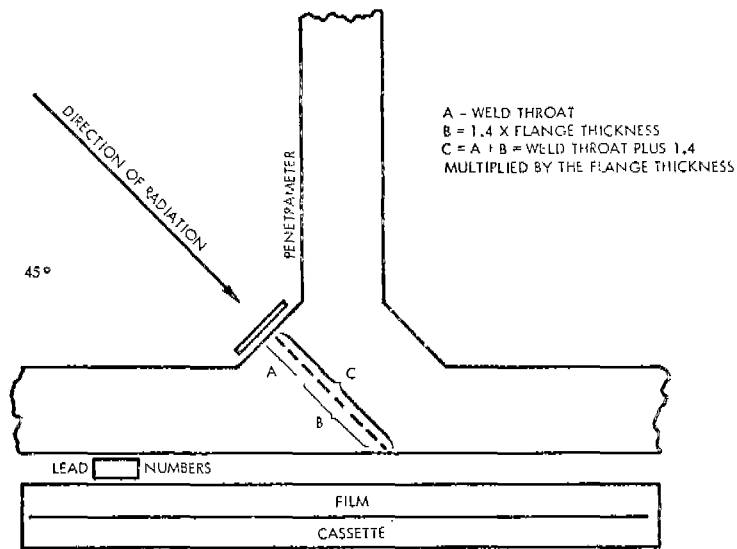 A - WELD THROAT
B = 1.4 X FLANGE THICKNESS
C = A + B = WELD THROAT PLUS 1.4
MULTIPLIED BY THE FLANGE THICKNESS
DIRECTION OF RADIATION
PENETRAMETER
45°
A
C
B
LEAD NUMBERS
FILM
CASSETTE